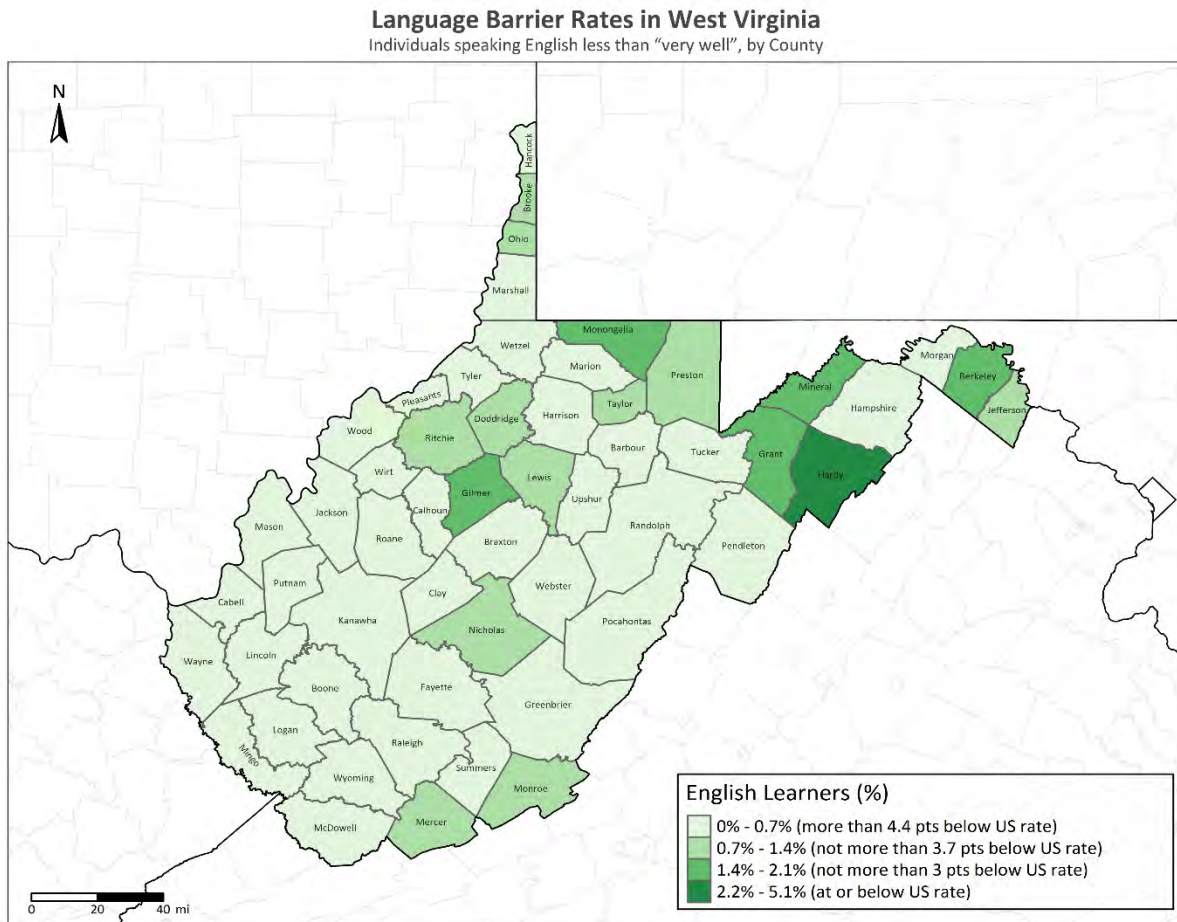 Language Barrier Rates in West Virginia
Individuals speaking English less than “very well”, by County
N
Hancock
Brooke
Ohio
Marshall
Wetzel
Monongalia
Marion
Preston
Tyler
Pleasants
Doddridge
Harrison
Taylor
Wood
Ritchie
Barbour
Tucker
Mineral
Hampshire
Morgan
Berkeley
Jefferson
Grant
Hardy
Wirt
Gilmer
Lewis
Upshur
Randolph
Pendleton
Mason
Jackson
Roane
Calhoun
Braxton
Webster
Putnam
Clay
Cabell
Kanawha
Nicholas
Pocahontas
Wayne
Lincoln
Boone
Fayette
Greenbrier
Mingo
Logan
Raleigh
Summers
Wyoming
Monroe
McDowell
Mercer
English Learners (%)
0% - 0.7% (more than 4.4 pts below US rate)
0.7% - 1.4% (not more than 3.7 pts below US rate)
1.4% - 2.1% (not more than 3 pts below US rate)
2.2% - 5.1% (at or below US rate)
0 20 40 mi